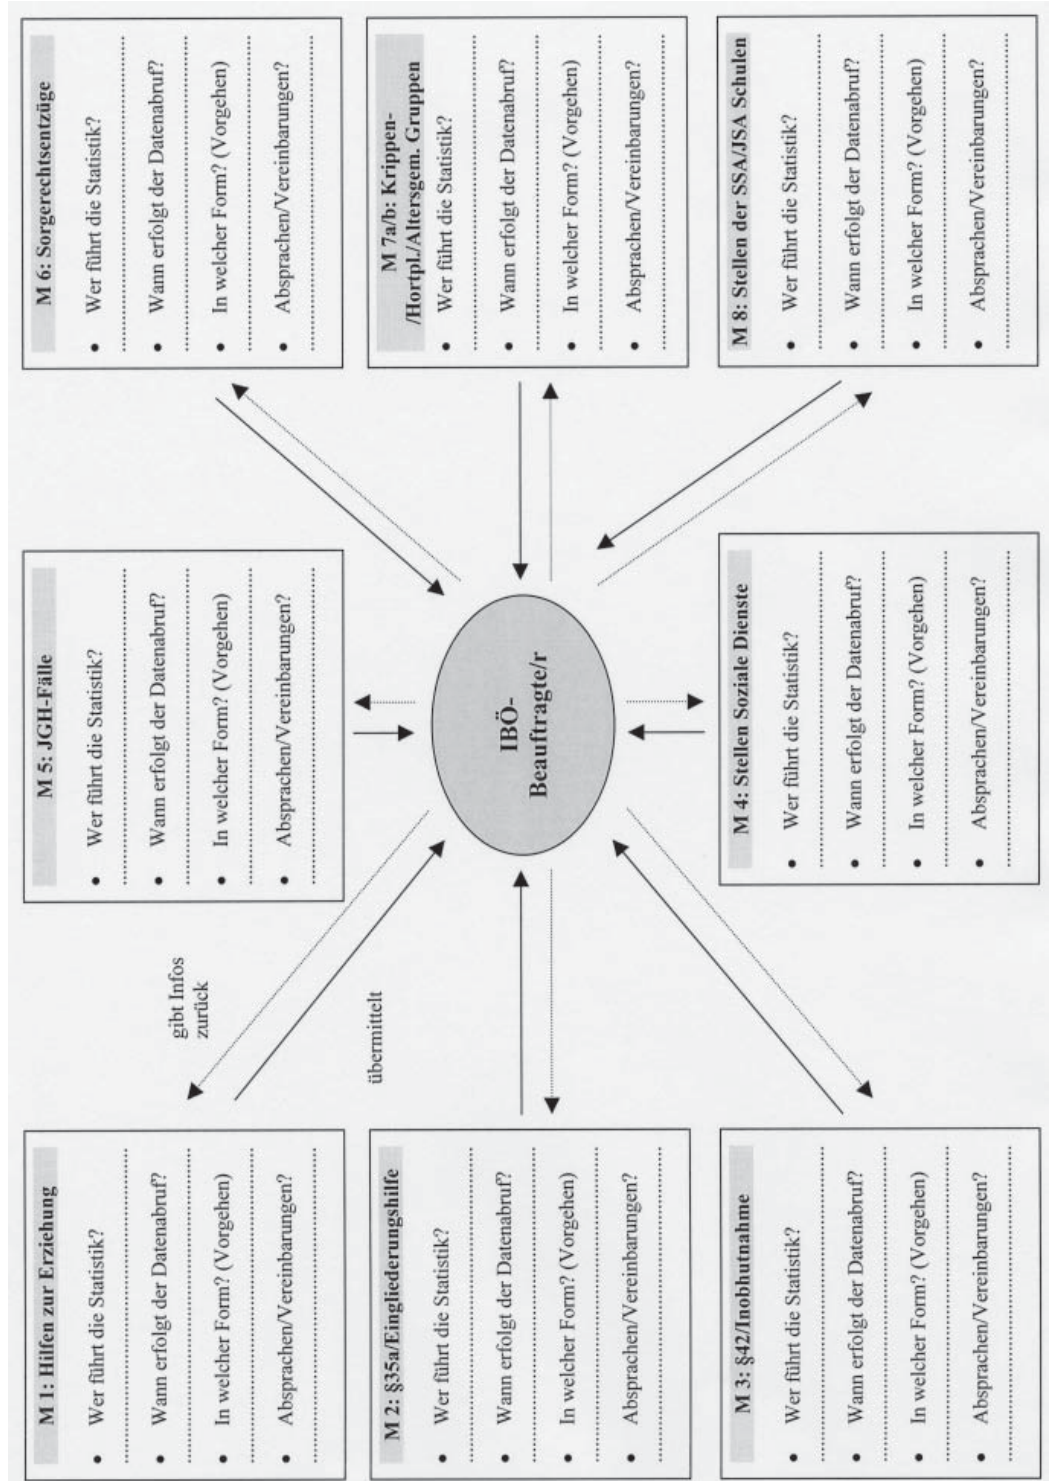 M 1: Hilfen zur Erziehung
• Wer führt die Statistik?
• Wann erfolgt der Datenabruf?
• In welcher Form? (Vorgehen)
• Absprachen/Vereinbarungen?
gibt Infos
zurück
M 5: JGH-Fälle
• Wer führt die Statistik?
• Wann erfolgt der Datenabruf?
• In welcher Form? (Vorgehen)
• Absprachen/Vereinbarungen?
M 6: Sorgerechtsentzüge
• Wer führt die Statistik?
• Wann erfolgt der Datenabruf?
• In welcher Form? (Vorgehen)
• Absprachen/Vereinbarungen?
übermittelt
M 2: §35a/Eingliederungshilfe
• Wer führt die Statistik?
• Wann erfolgt der Datenabruf?
• In welcher Form? (Vorgehen)
• Absprachen/Vereinbarungen?
IBÖ-
Beauftragte/r
M 7a/b: Krippen-
/Hortpl./Altersgem. Gruppen
• Wer führt die Statistik?
• Wann erfolgt der Datenabruf?
• In welcher Form? (Vorgehen)
• Absprachen/Vereinbarungen?
M 3: §42/Inobhutnahme
• Wer führt die Statistik?
• Wann erfolgt der Datenabruf?
• In welcher Form? (Vorgehen)
• Absprachen/Vereinbarungen?
M 4: Stellen Soziale Dienste
• Wer führt die Statistik?
• Wann erfolgt der Datenabruf?
• In welcher Form? (Vorgehen)
• Absprachen/Vereinbarungen?
M 8: Stellen der SSA/JSA Schulen
• Wer führt die Statistik?
• Wann erfolgt der Datenabruf?
• In welcher Form? (Vorgehen)
• Absprachen/Vereinbarungen?